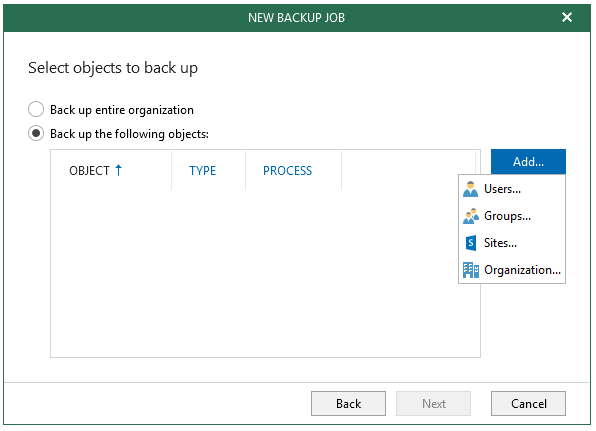 NEW BACKUP JOB
Select objects to back up
Back up entire organization
Back up the following objects:
OBJECT TYPE PROCESS
Add...
Users...
Groups...
Sites...
Organization...
Back Next Cancel